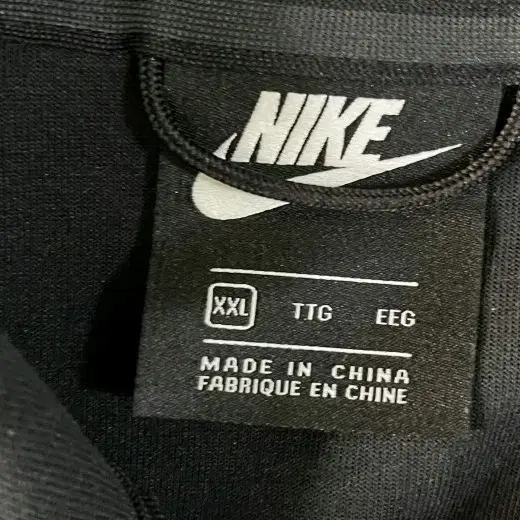 NIKE
XXL TTG EEG
MADE IN CHINA
FABRIQUE EN CHINE